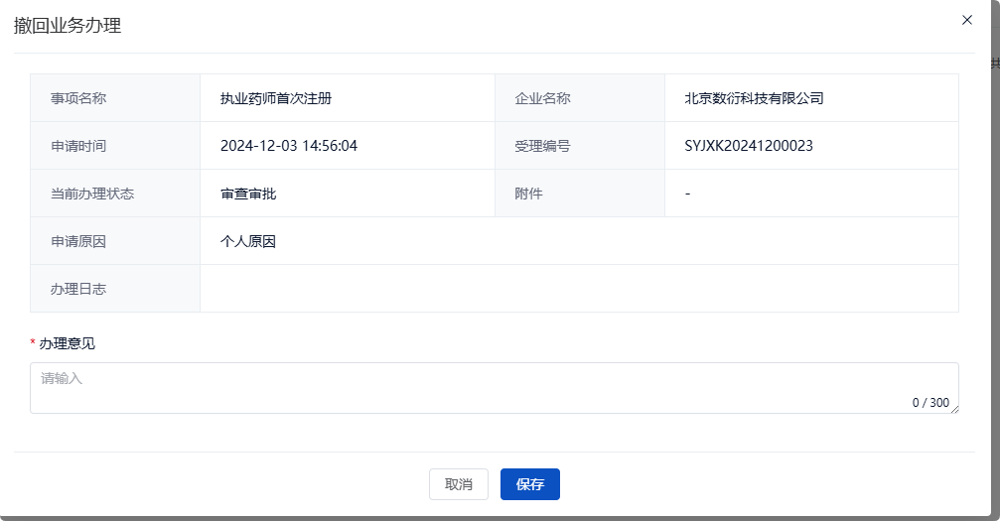 撤回业务办理
共
事项名称 执业药师首次注册 企业名称 北京数衍科技有限公司
申请时间 2024-12-03 14:56:04 受理编号 SYJXK20241200023
当前办理状态 审查审批 附件 -
申请原因 个人原因
办理日志
* 办理意见
请输入
0 / 300
取消 保存